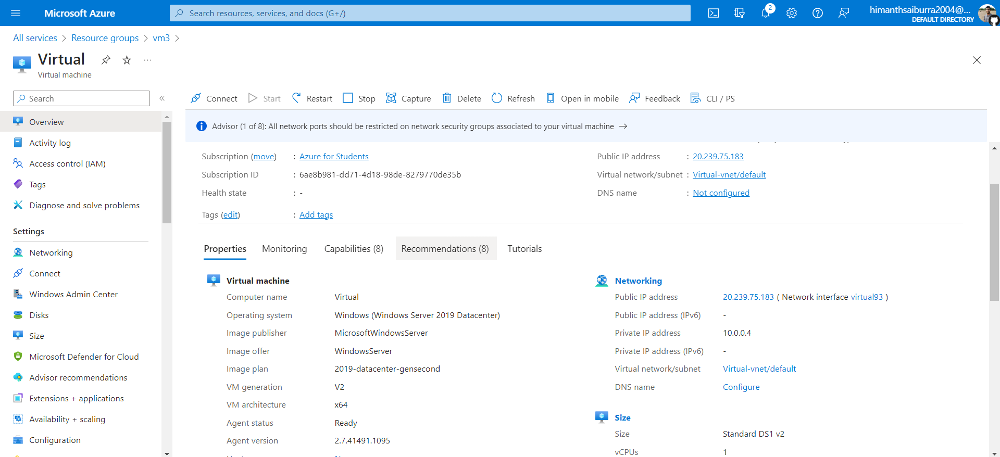 Microsoft Azure
Search resources, services, and docs (G+/)
2
himanthsaiburra2004@...
DEFAULT DIRECTORY
All services > Resource groups > vm3 >
Virtual
...
Virtual machine
Search
«
Overview
Activity log
Access control (IAM)
Tags
Diagnose and solve problems
Settings
Networking
Connect
Windows Admin Center
Disks
Size
Microsoft Defender for Cloud
Advisor recommendations
Extensions + applications
Availability + scaling
Configuration
Connect Start Restart Stop Capture Delete Refresh Open in mobile Feedback CLI / PS
Advisor (1 of 8): All network ports should be restricted on network security groups associated to your virtual machine →
Subscription (move) : Azure for Students
Subscription ID : 6ae8b981-dd71-4d18-98de-8279770de35b
Health state : -
Tags (edit) : Add tags
Public IP address : 20.239.75.183
Virtual network/subnet : Virtual-vnet/default
DNS name : Not configured
Properties Monitoring Capabilities (8) Recommendations (8) Tutorials
Virtual machine
Computer name Virtual
Operating system Windows (Windows Server 2019 Datacenter)
Image publisher MicrosoftWindowsServer
Image offer WindowsServer
Image plan 2019-datacenter-gensecond
VM generation V2
VM architecture x64
Agent status Ready
Agent version 2.7.41491.1095
Networking
Public IP address 20.239.75.183 ( Network interface virtual93 )
Public IP address (IPv6) -
Private IP address 10.0.0.4
Private IP address (IPv6) -
Virtual network/subnet Virtual-vnet/default
DNS name Configure
Size
Size Standard DS1 v2
vCPUs 1